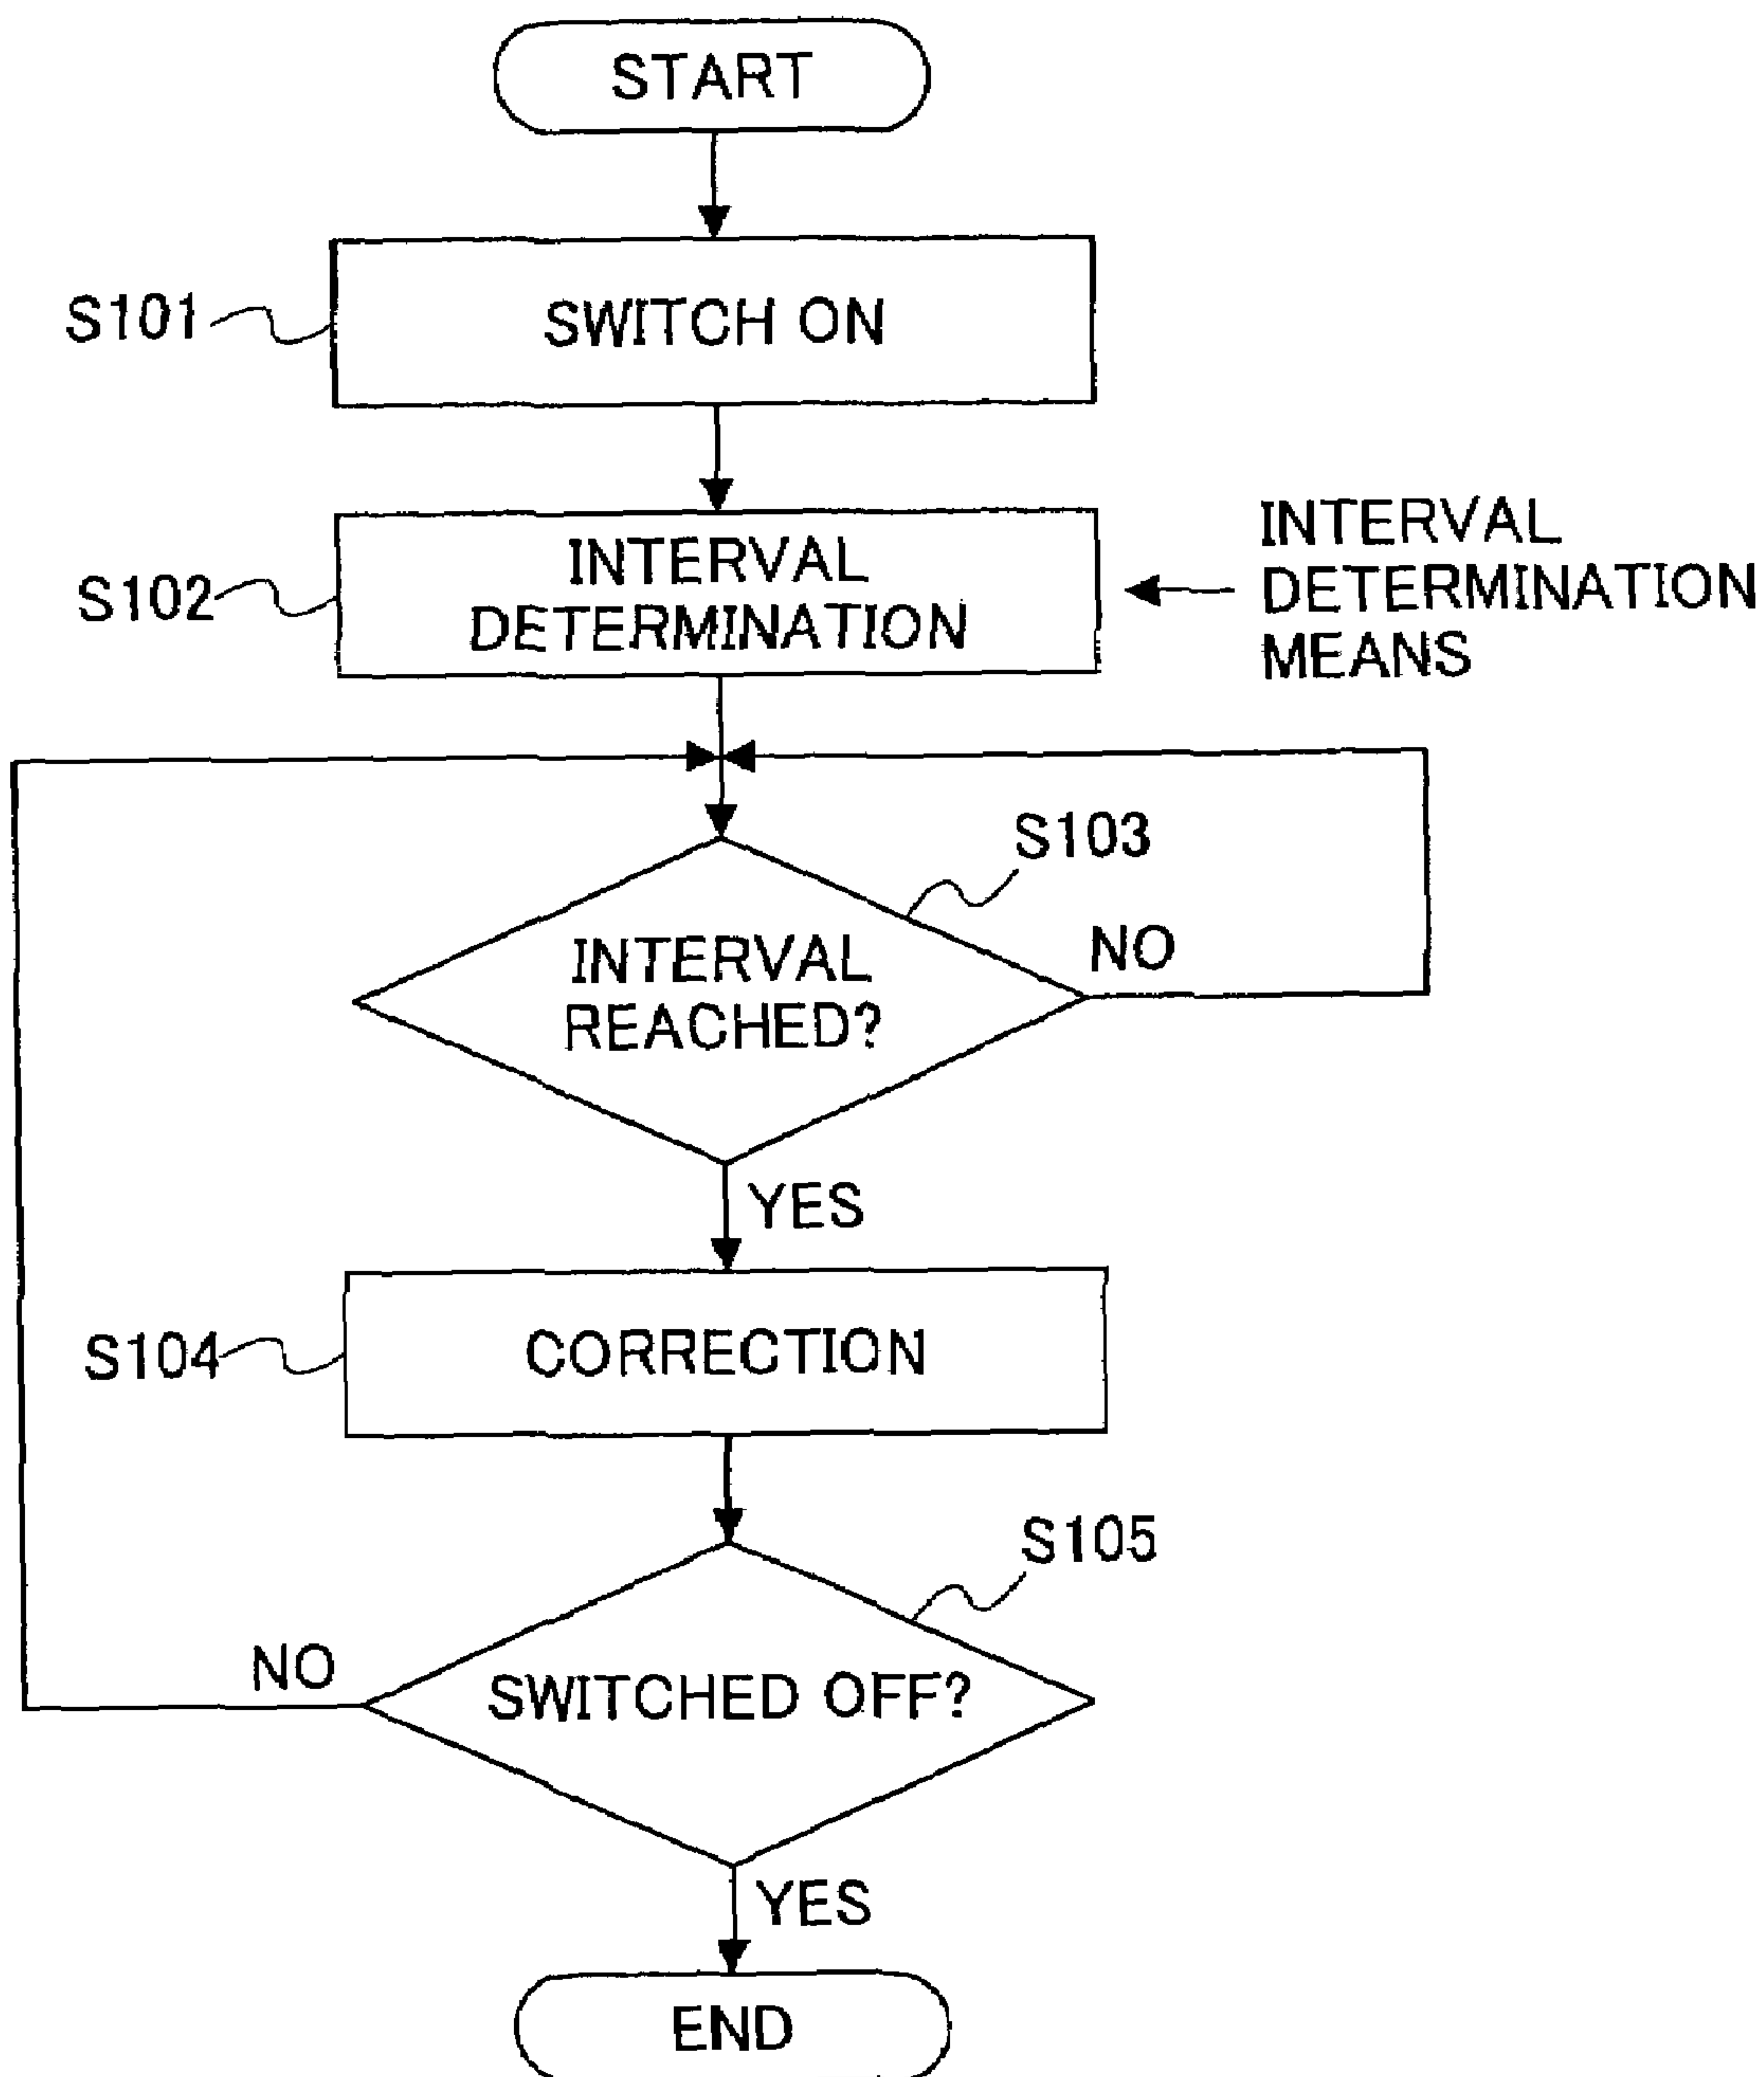 START
S101
SWITCH ON
S102
INTERVAL
DETERMINATION
INTERVAL
DETERMINATION
MEANS
S103
INTERVAL
REACHED?
NO
YES
S104
CORRECTION
S105
SWITCHED OFF?
NO
YES
END